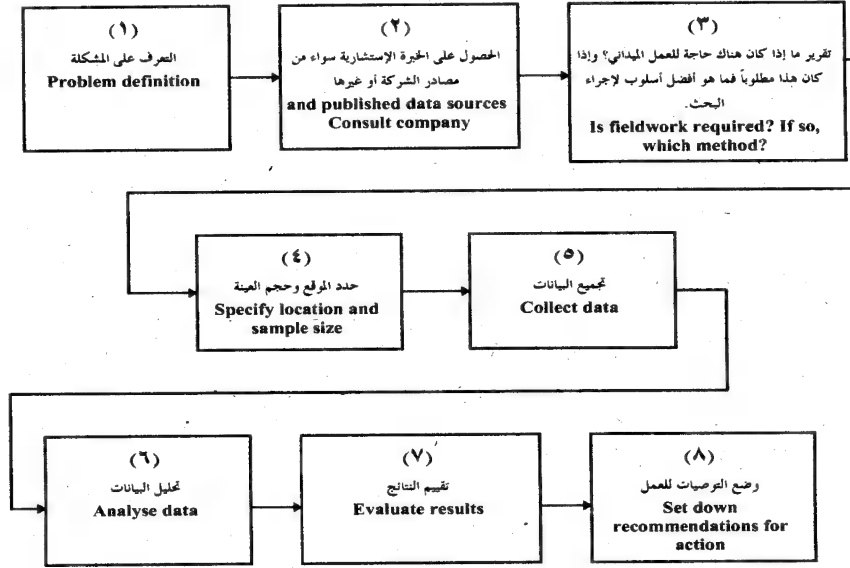 (١)
التعرف على المشكلة
Problem definition
(٢)
الحصول على الخبرة الإستشارية سواء من
مصادر الشركة أو غيرها
and published data sources
Consult company
(٣)
تقرير ما إذا كان هناك حاجة للعمل الميداني؟ وإذا
كان هذا مطلوباً فما هو أفضل أسلوب لإجراء
البحث.
Is fieldwork required? If so,
which method?
(٤)
حدد الموقع وحجم العينة
Specify location and
sample size
(٥)
تجميع البيانات
Collect data
(٦)
تحليل البيانات
Analyse data
(٧)
تقييم النتائج
Evaluate results
(٨)
وضع التوصيات للعمل
Set down
recommendations for
action